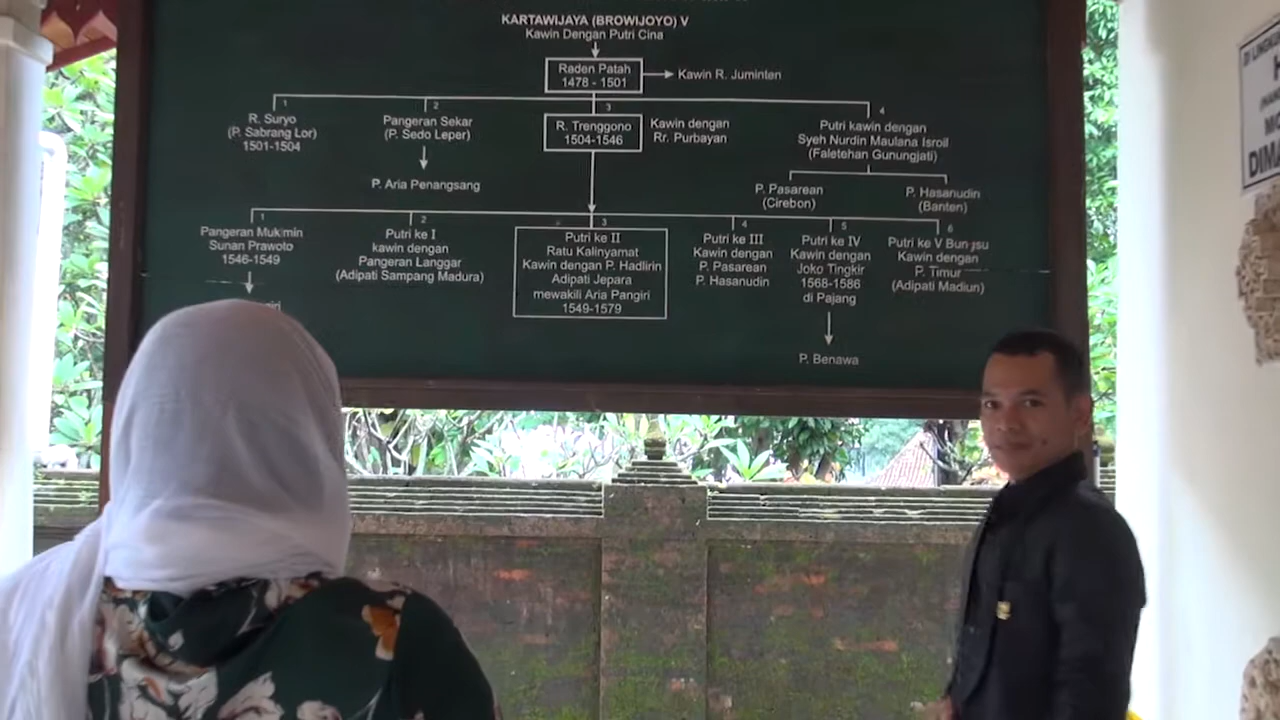 KARTAWIJAYA (BROWIJOYO) V
Kawin Dengan Putri Cina
Raden Patah
1478 - 1501
Kawin R. Juminten
1
2
3
4
R. Suryo
(P. Sabrang Lor)
1501-1504
Pangeran Sekar
(P. Sedo Leper)
P. Aria Penangsang
R. Trenggono
1504-1546
Kawin dengan
Rr. Purbayan
Putri kawin dengan
Syeh Nurdin Maulana Isroil
(Faletehan Gunungjati)
P. Pasarean
(Cirebon)
P. Hasanudin
(Banten)
1
2
3
4
5
6
Pangeran Mukmin
Sunan Prawoto
1546-1549
Putri ke I
kawin dengan
Pangeran Langgar
(Adipati Sampang Madura)
Putri ke II
Ratu Kalinyamat
Kawin dengan P. Hadlirin
Adipati Jepara
mewakili Aria Pangiri
1549-1579
Putri ke III
Kawin dengan
P. Pasarean
P. Hasanudin
Putri ke IV
Kawin dengan
Joko Tingkir
1568-1586
di Pajang
P. Benawa
Putri ke V Bungsu
Kawin dengan
P. Timur
(Adipati Madiun)
DI